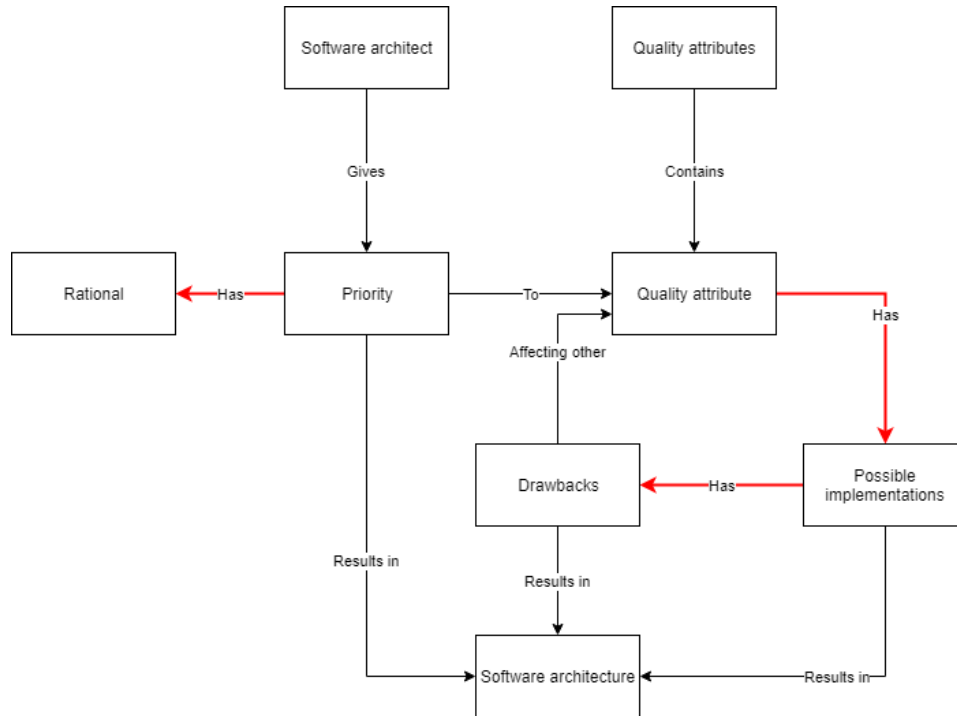 Software architect
Quality attributes
Gives
Contains
Rational
Has
Priority
To
Quality attribute
Has
Affecting other
Drawbacks
Has
Possible
implementations
Results in
Results in
Software architecture
Results in